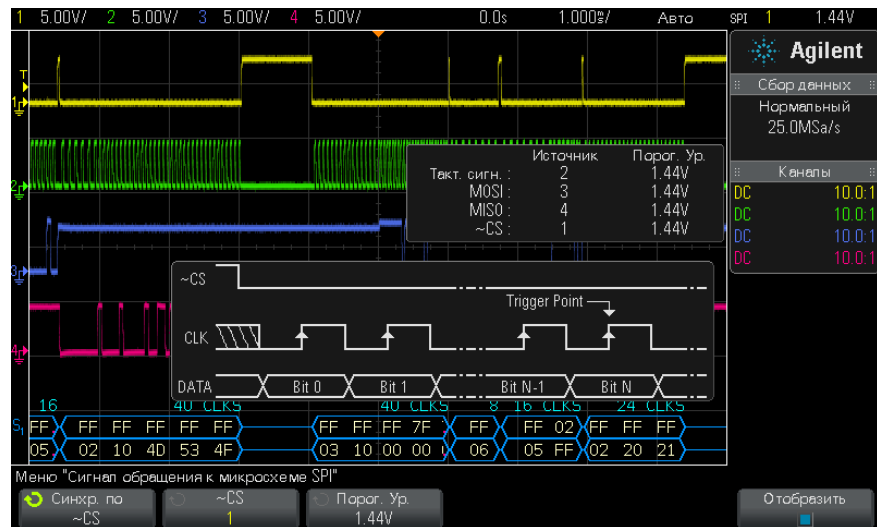 1 5.00V/ 2 5.00V/ 3 5.00V/ 4 5.00V/ 0.0s 1.000ms/ Авто SPI 1 1.44V
Agilent
Сбор данных
Нормальный
25.0MSa/s
Каналы
DC 10.0:1
DC 10.0:1
DC 10.0:1
DC 10.0:1
T
1
2
3
4
Источник Порог. Ур.
Такт. сигн. : 2 1.44V
MOSI : 3 1.44V
MISO : 4 1.44V
~CS : 1 1.44V
~CS
Trigger Point
CLK
DATA Bit 0 Bit 1 Bit N-1 Bit N
16 40 CLKS 40 CLKS 8 16 CLKS 24 CLKS
S1 FF FF FF FF FF FF FF FF FF 7F FF FF 02 FF FF FF
05 02 10 4D 53 4F 03 10 00 00 06 05 FF 02 20 21
Меню "Сигнал обращения к микросхеме SPI"
Синхр. по ~CS Порог. Ур. Отобразить
~CS 1 1.44V